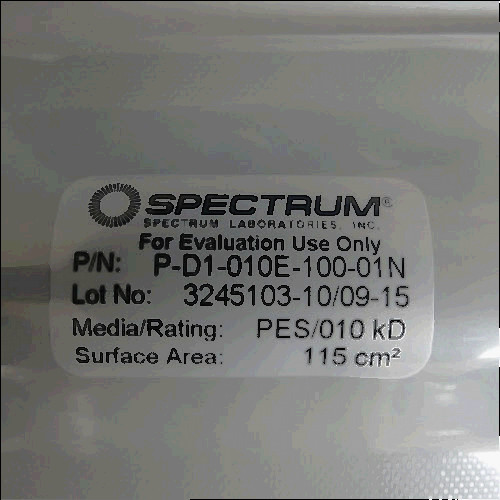 SPECTRUM®
SPECTRUM LABORATORIES, INC.
For Evaluation Use Only
P/N: P-D1-010E-100-01N
Lot No: 3245103-10/09-15
Media/Rating: PES/010 kD
Surface Area: 115 cm²